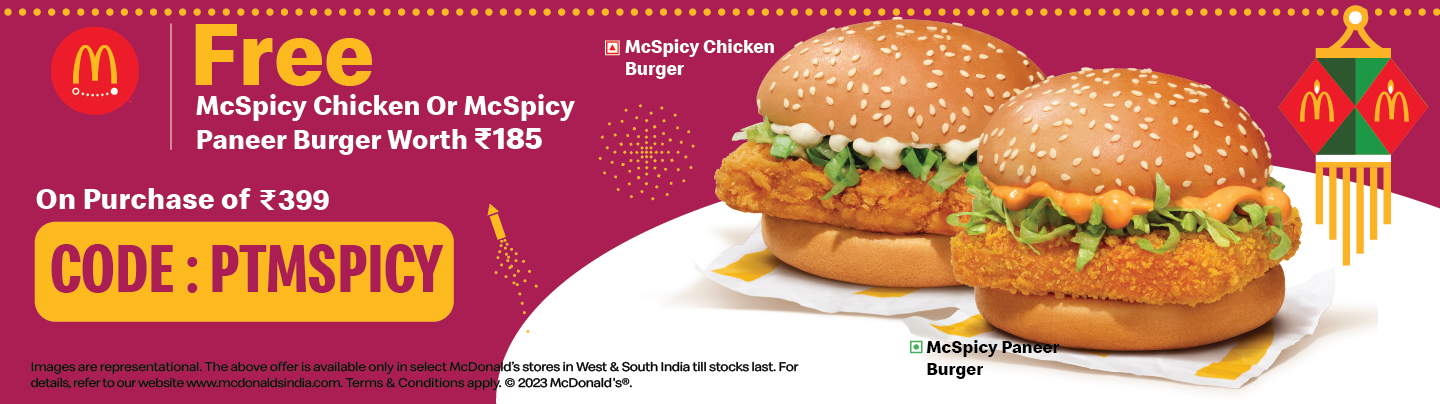 Free
McSpicy Chicken Or McSpicy
Paneer Burger Worth ₹185
On Purchase of ₹399
CODE : PTMSPICY
McSpicy Chicken
Burger
McSpicy Paneer
Burger
Images are representational. The above offer is available only in select McDonald's stores in West & South India till stocks last. For
details, refer to our website www.mcdonaldsindia.com. Terms & Conditions apply. © 2023 McDonald's®.